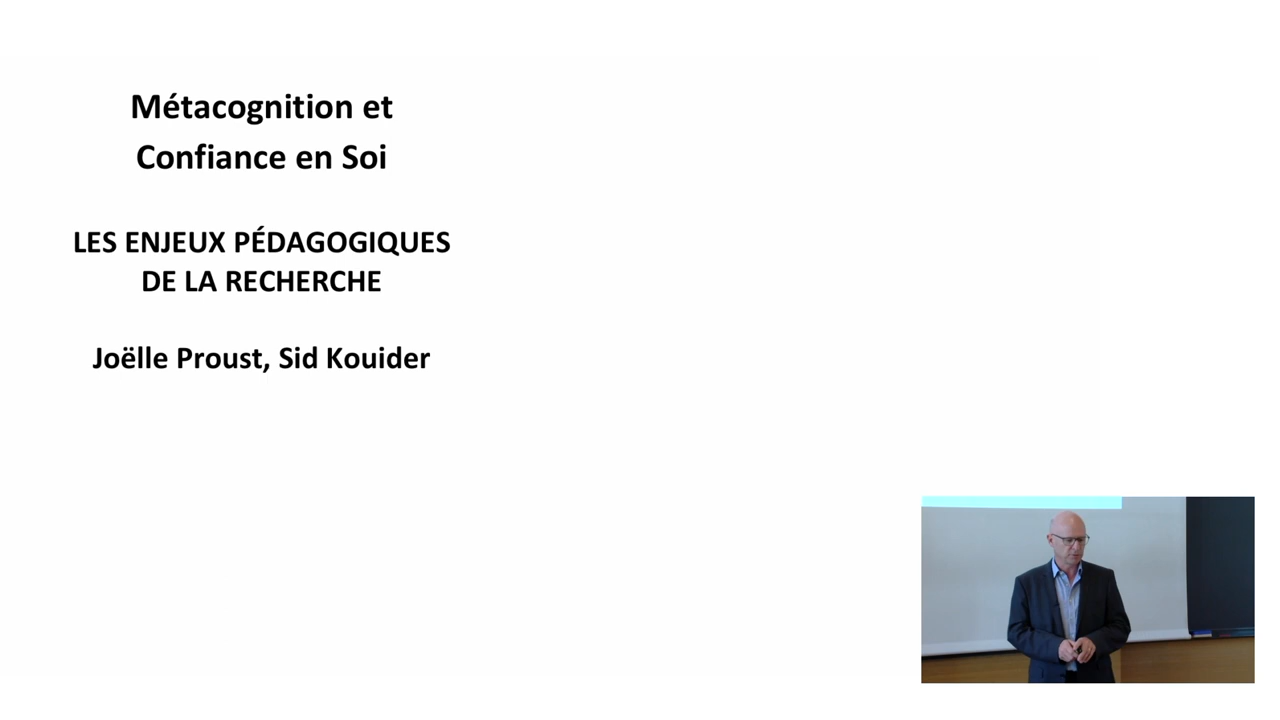 Métacognition et
Confiance en Soi
LES ENJEUX PÉDAGOGIQUES
DE LA RECHERCHE
Joëlle Proust, Sid Kouider